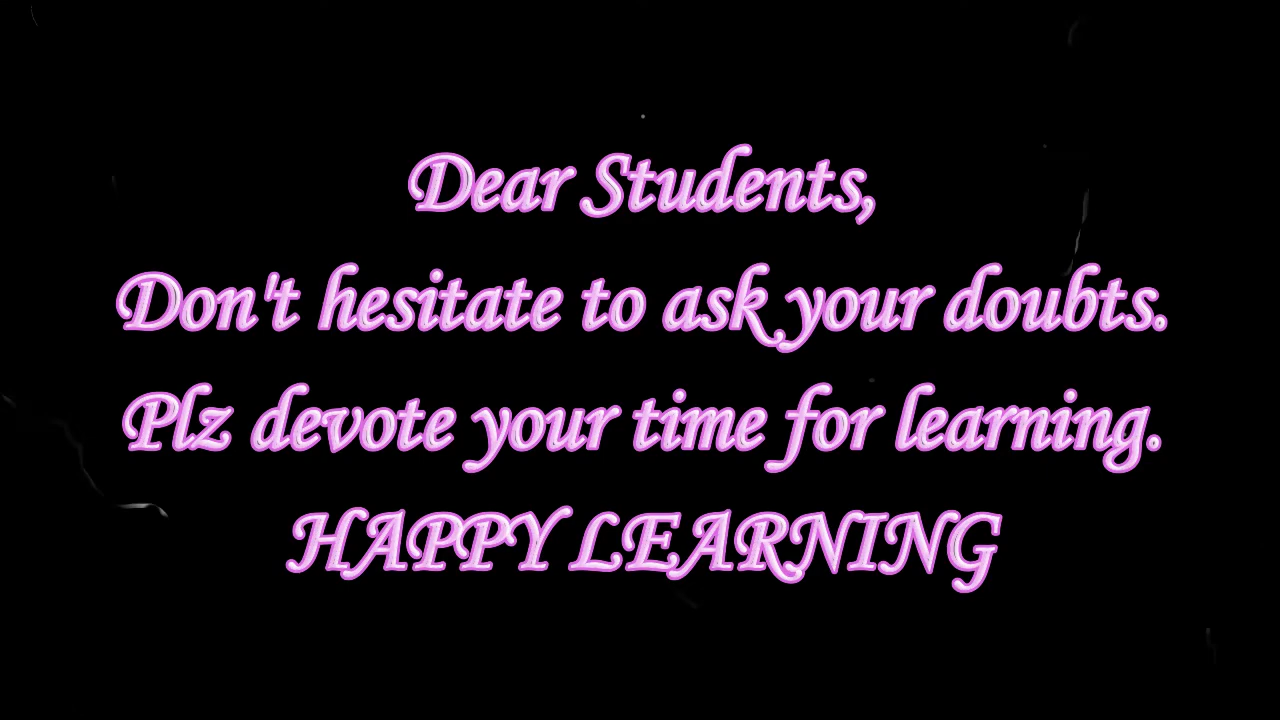 Dear Students,
Don't hesitate to ask your doubts.
Plz devote your time for learning.
HAPPY LEARNING